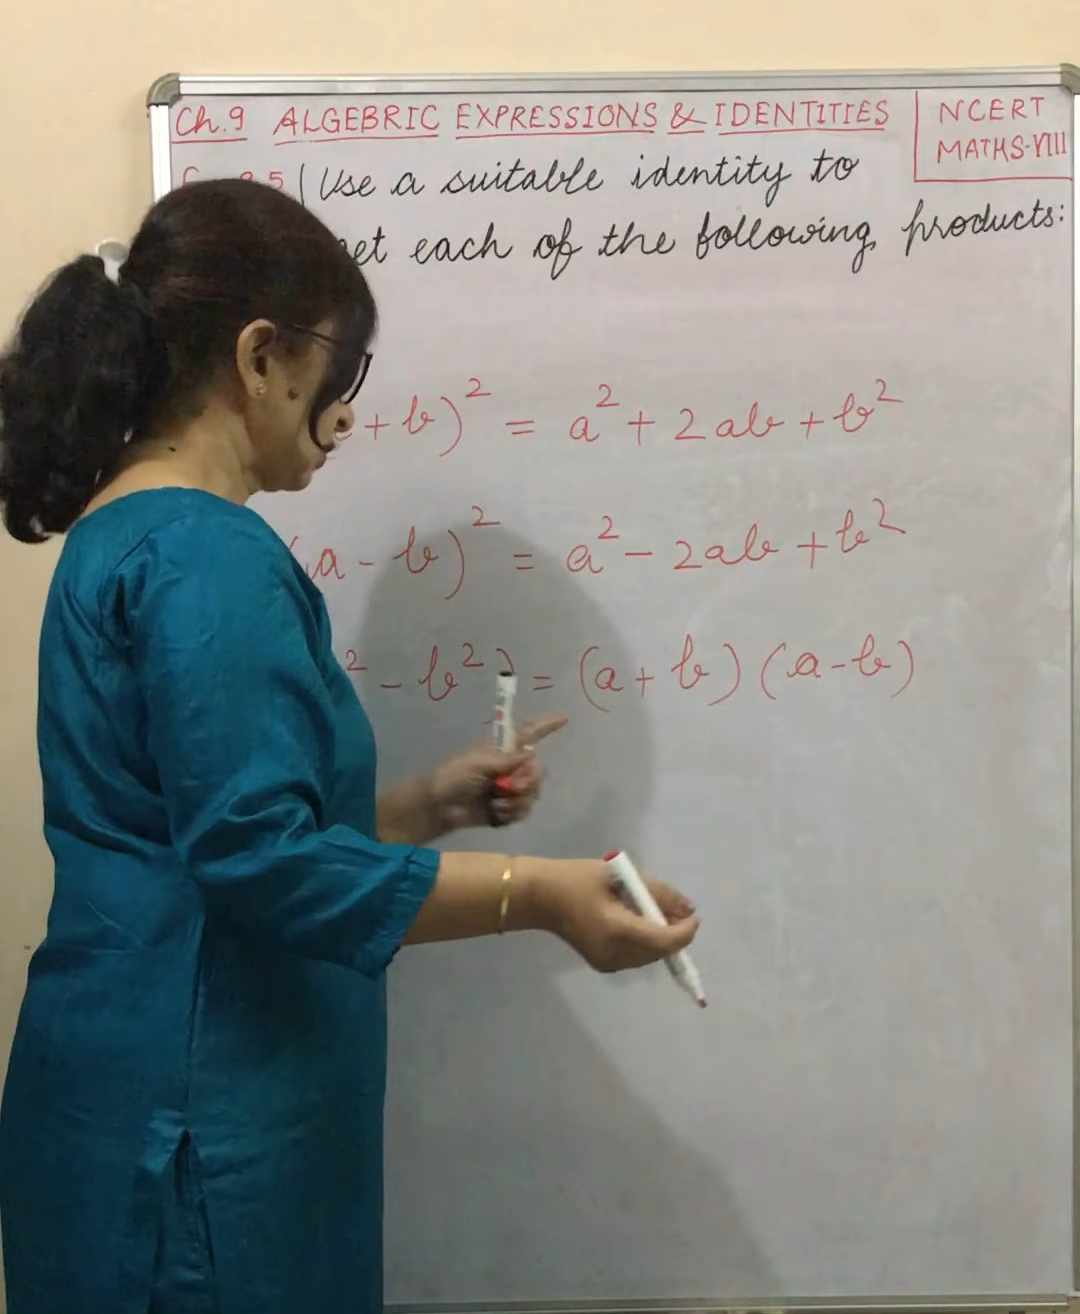 Ch.9 ALGEBRIC EXPRESSIONS & IDENTITIES
NCERT
MATHS-VIII
Use a suitable identity to
each of the following products:
+ b)² = a² + 2ab + b²
(a - b)² = a² - 2ab + b²
² - b²) = (a + b) (a - b)